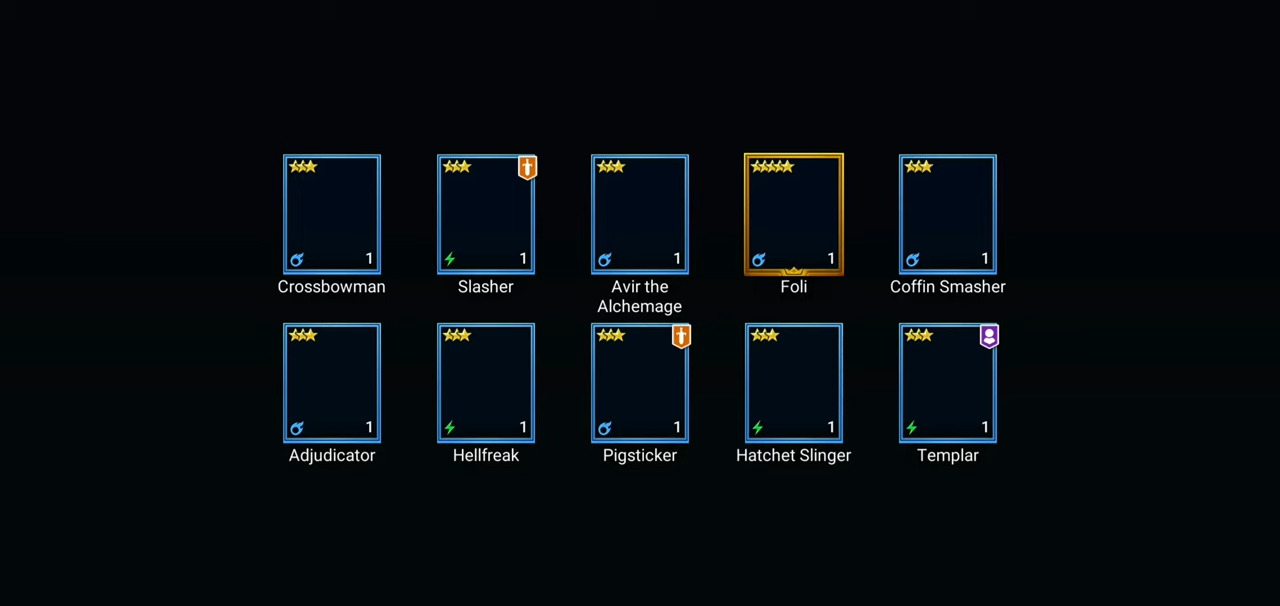 1
1
1
1
1
Crossbowman
Slasher
Avir the
Alchemage
Foli
Coffin Smasher
1
1
1
1
1
Adjudicator
Hellfreak
Pigsticker
Hatchet Slinger
Templar